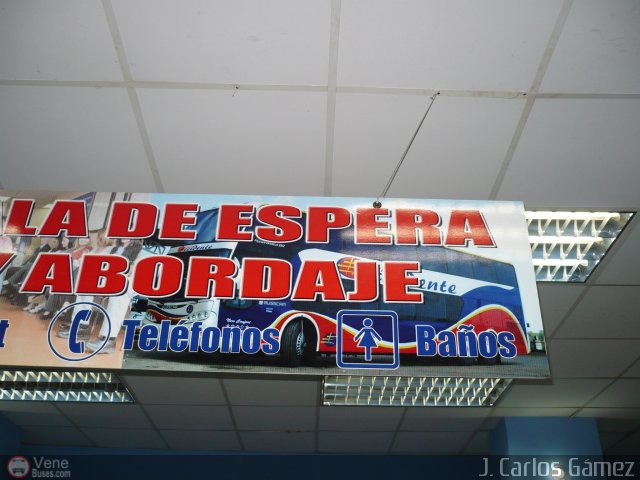 LA DE ESPERA
Y ABORDAJE
Teléfonos
Baños
Vene
Buses.com
J. Carlos Gámez